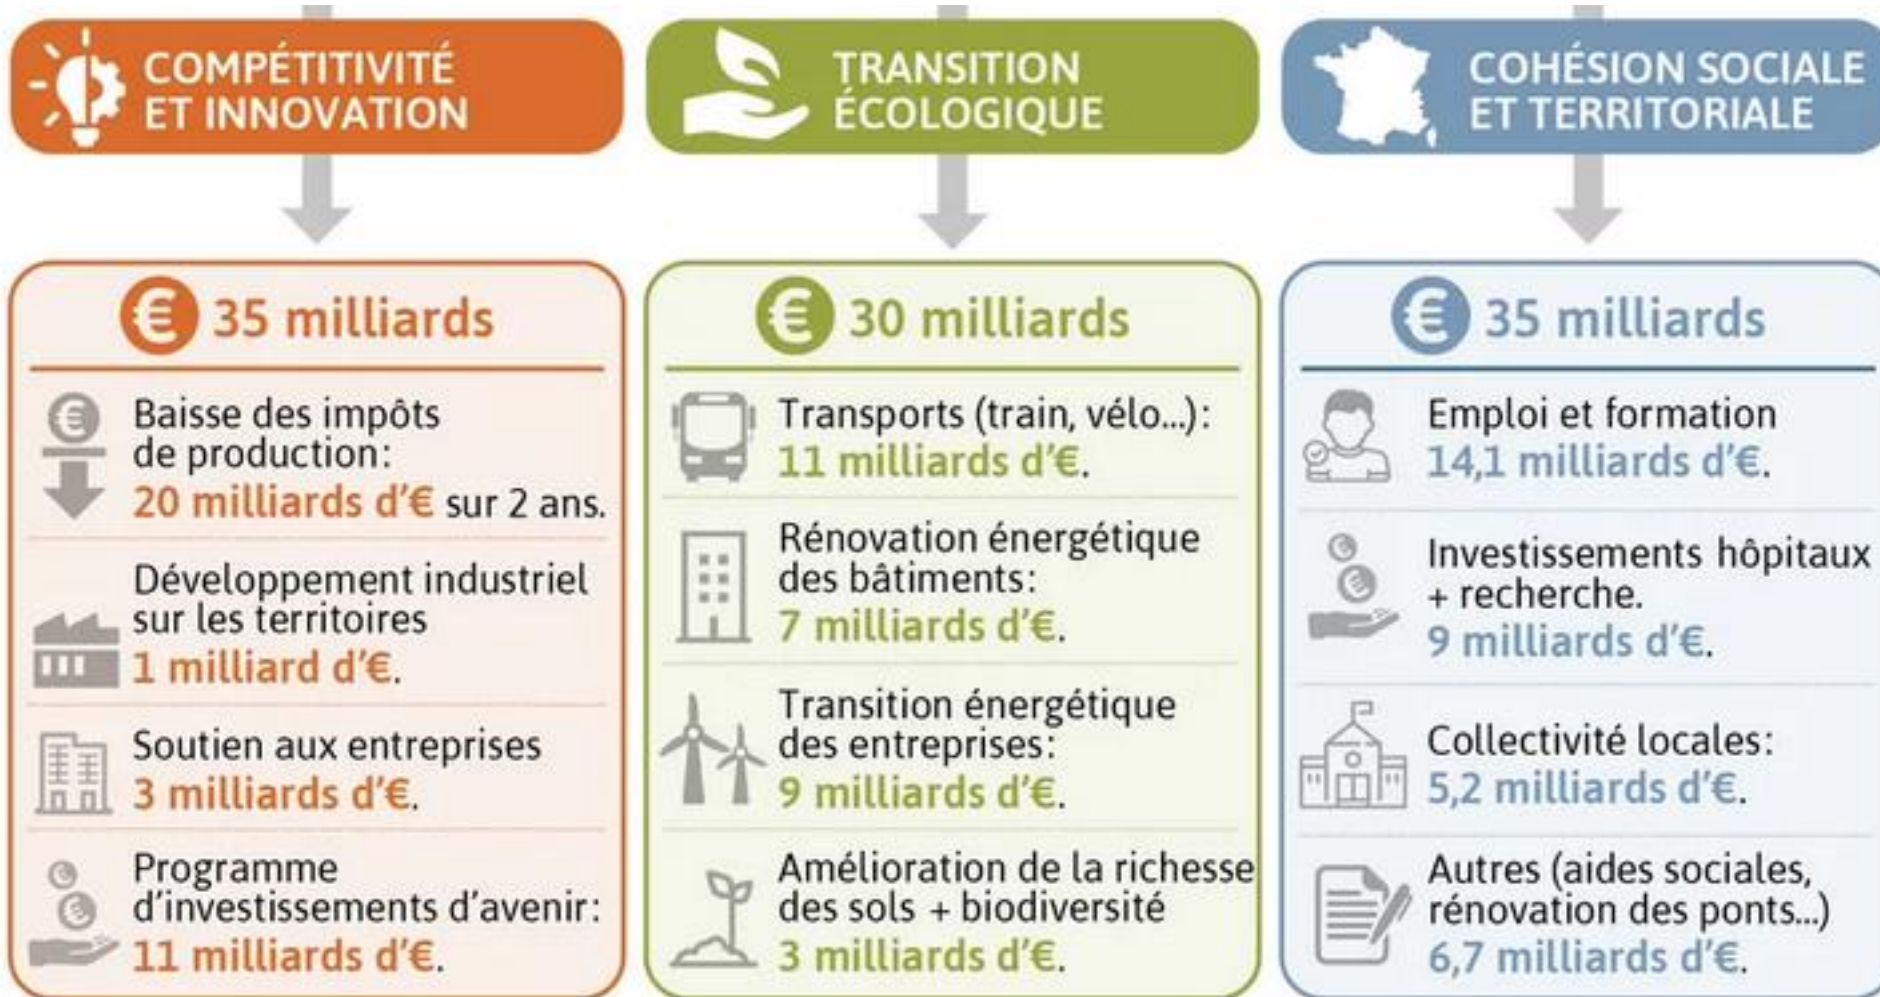 COMPÉTITIVITÉ
ET INNOVATION
€ 35 milliards
Baisse des impôts
de production:
20 milliards d'€ sur 2 ans.
Développement industriel
sur les territoires
1 milliard d'€.
Soutien aux entreprises
3 milliards d'€.
Programme
d'investissements d'avenir:
11 milliards d'€.
TRANSITION
ÉCOLOGIQUE
€ 30 milliards
Transports (train, vélo...):
11 milliards d'€.
Rénovation énergétique
des bâtiments:
7 milliards d'€.
Transition énergétique
des entreprises:
9 milliards d'€.
Amélioration de la richesse
des sols + biodiversité
3 milliards d'€.
COHÉSION SOCIALE
ET TERRITORIALE
€ 35 milliards
Emploi et formation
14,1 milliards d'€.
Investissements hôpitaux
+ recherche.
9 milliards d'€.
Collectivité locales:
5,2 milliards d'€.
Autres (aides sociales,
rénovation des ponts...)
6,7 milliards d'€.